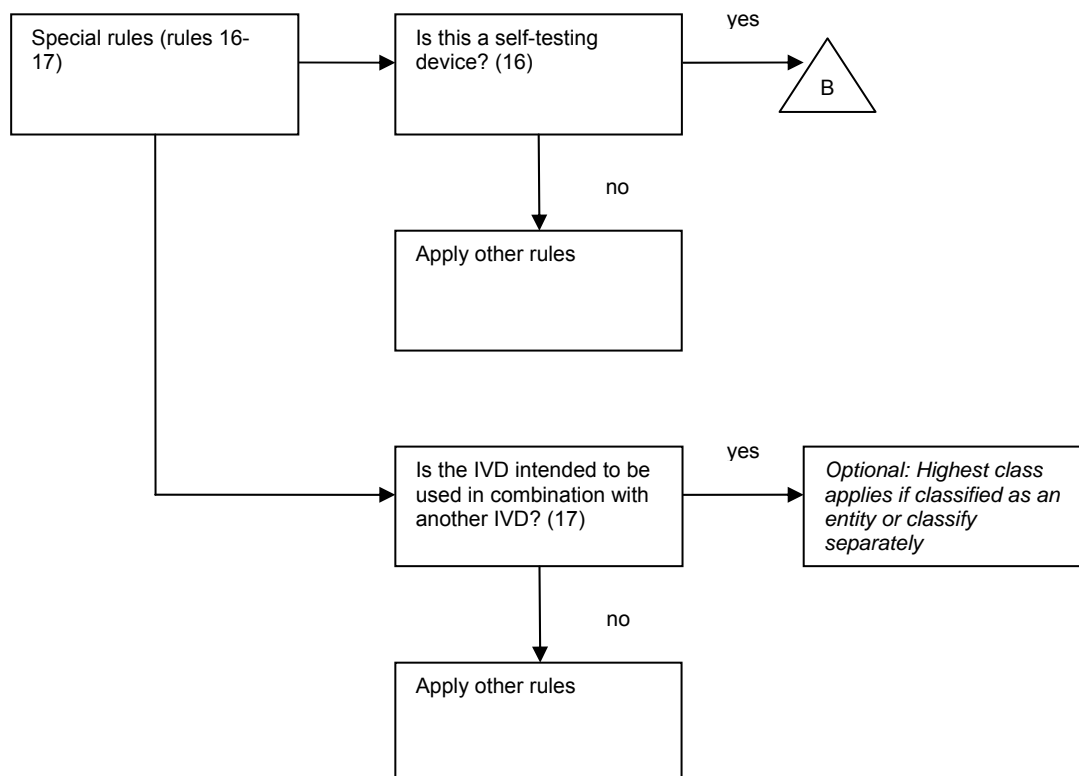 Special rules (rules 16-
17)
Is this a self-testing
device? (16)
yes
B
no
Apply other rules
Is the IVD intended to be
used in combination with
another IVD? (17)
yes
Optional: Highest class
applies if classified as an
entity or classify
separately
no
Apply other rules